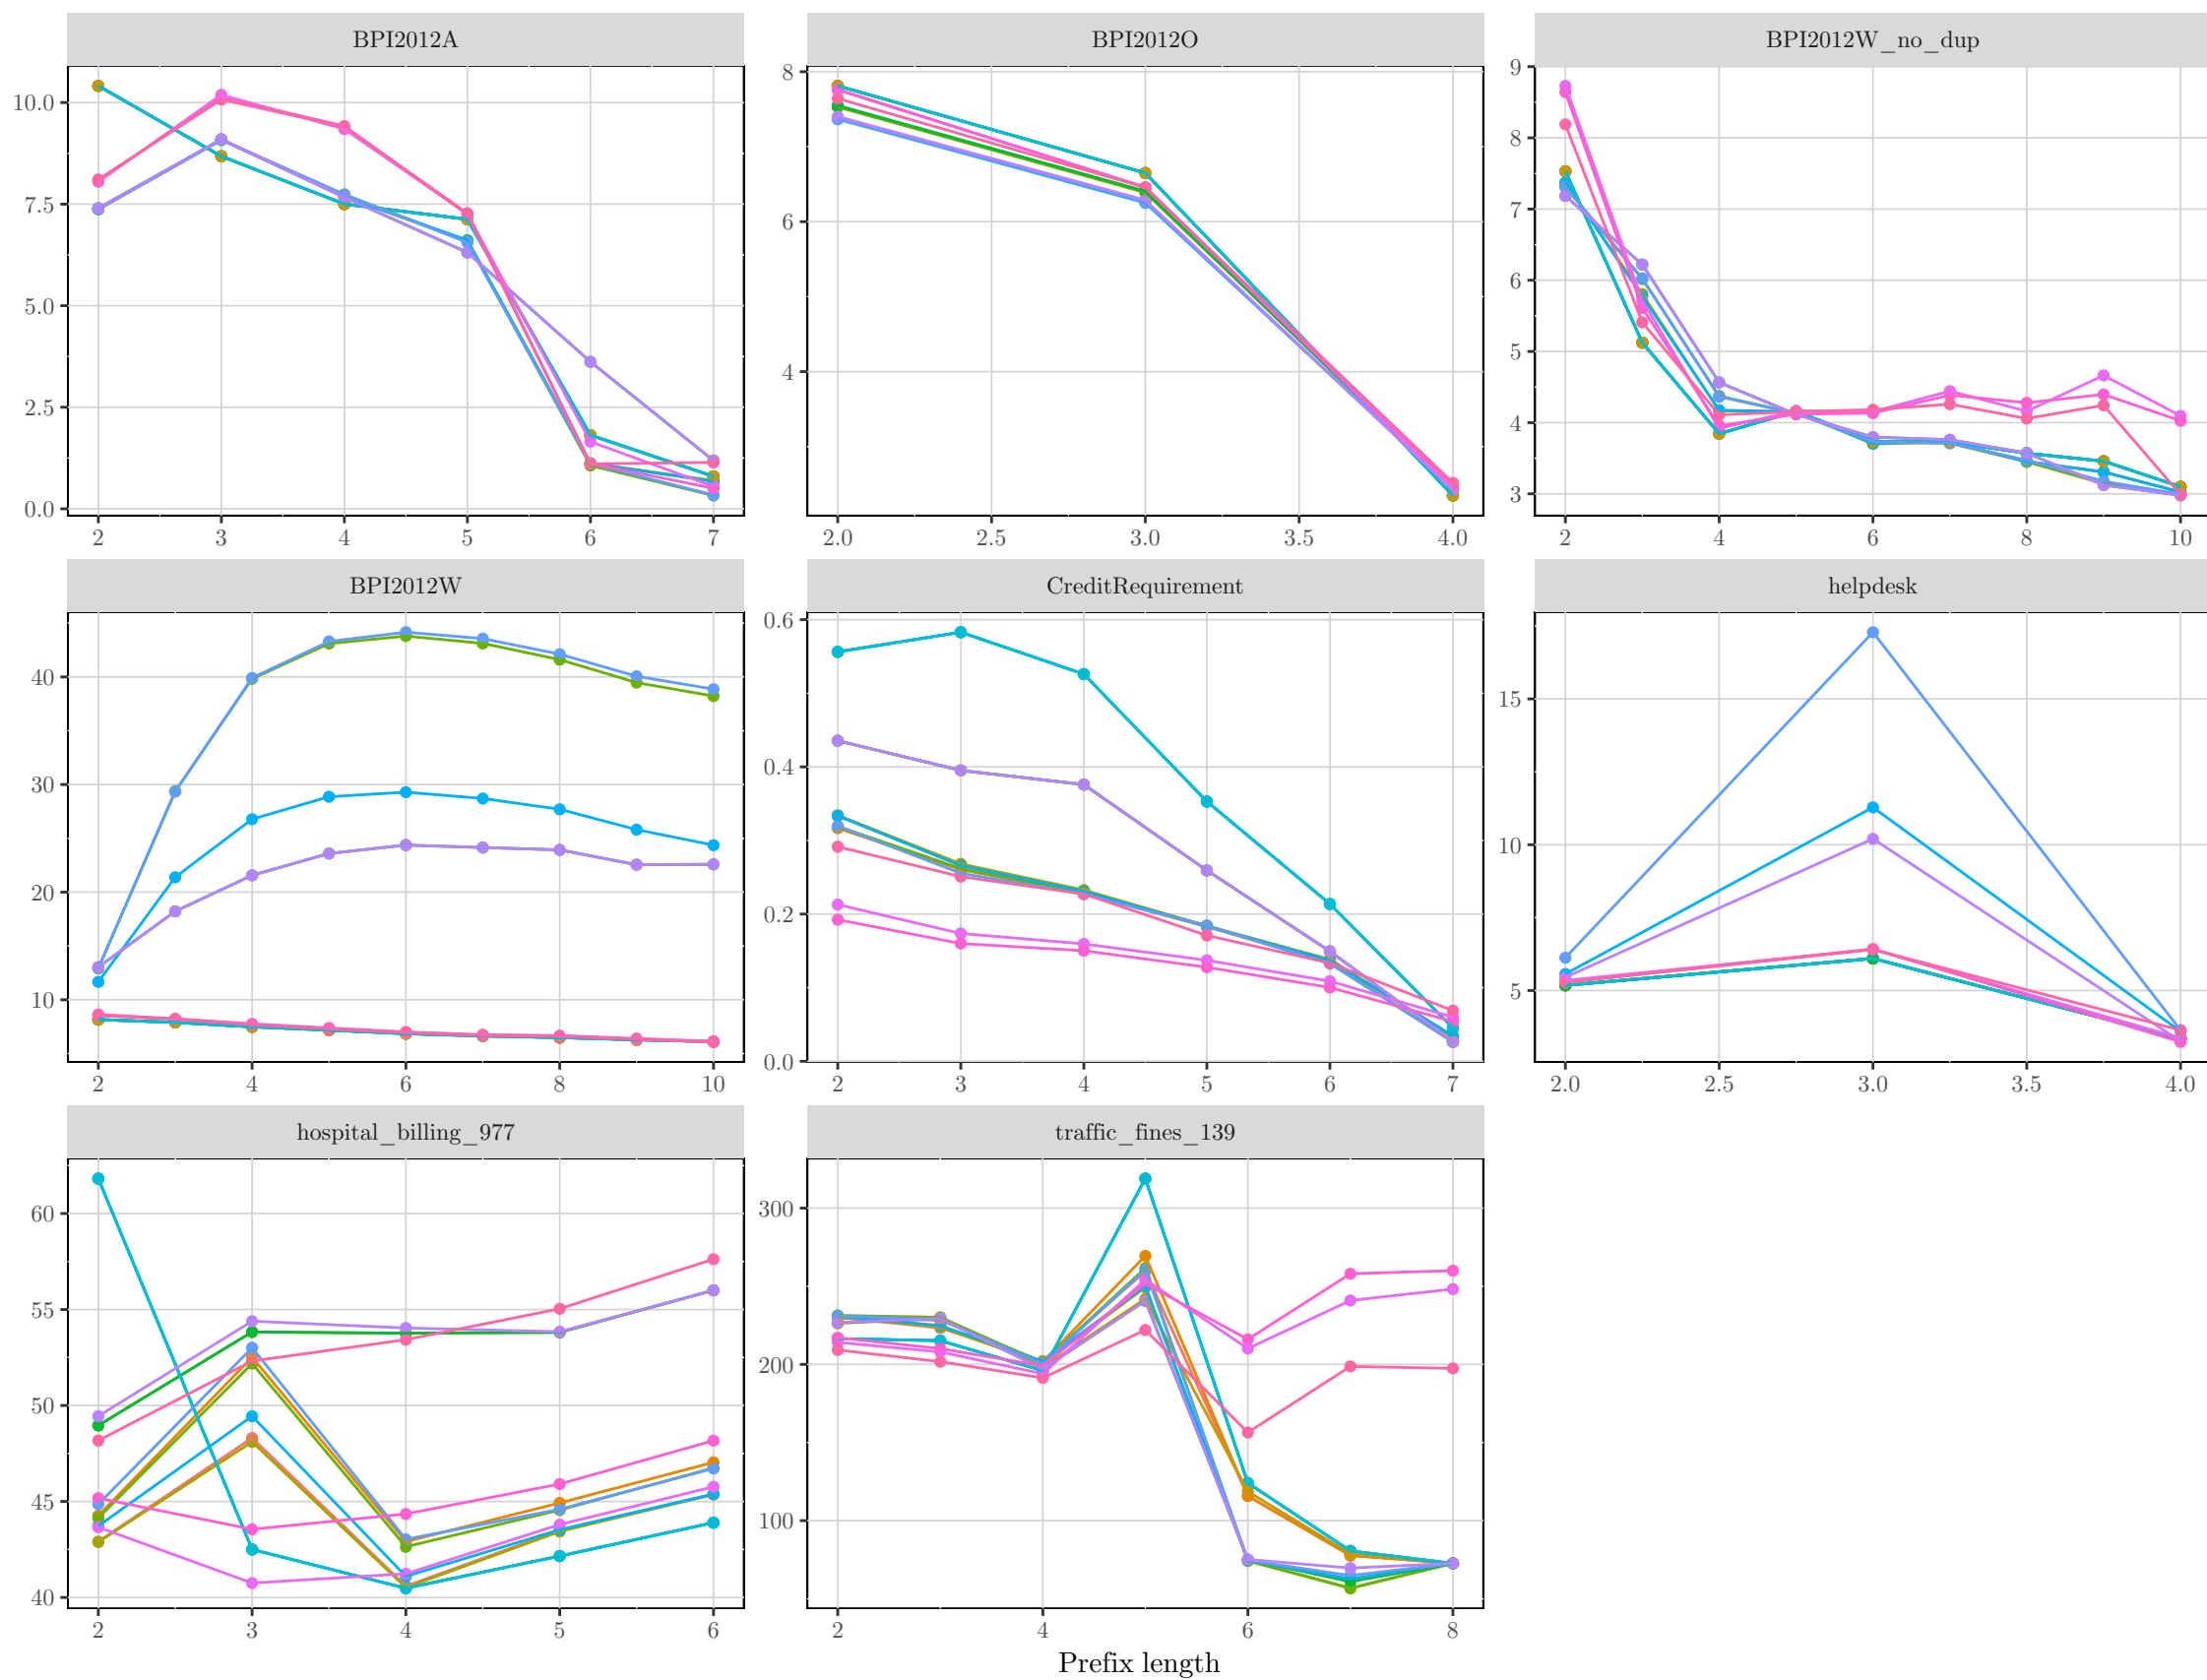 BPI2012A
BPI2012O
BPI2012W_no_dup
10.0
7.5
5.0
2.5
0.0
2 3 4 5 6 7
8
6
4
2.0 2.5 3.0 3.5 4.0
9
8
7
6
5
4
3
2 4 6 8 10
BPI2012W
CreditRequirement
helpdesk
40
30
20
10
2 4 6 8 10
0.6
0.4
0.2
0.0
2 3 4 5 6 7
15
10
5
2.0 2.5 3.0 3.5 4.0
hospital_billing_977
traffic_fines_139
60
55
50
45
40
2 3 4 5 6
300
200
100
2 4 6 8
Prefix length